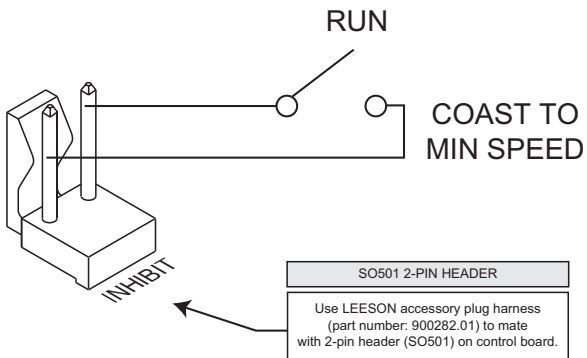 RUN
COAST TO
MIN SPEED
INHIBIT
SO501 2-PIN HEADER
Use LEESON accessory plug harness
(part number: 900282.01) to mate
with 2-pin header (SO501) on control board.